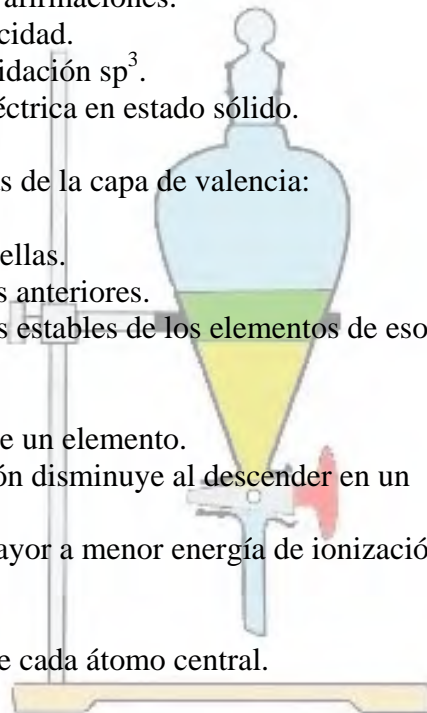 afirmaciones.
cidad.
idación sp³.
éctrica en estado sólido.
s de la capa de valencia:
ellas.
s anteriores.
s estables de los elementos de eso
e un elemento.
ón disminuye al descender en un
ayor a menor energía de ionizació
e cada átomo central.